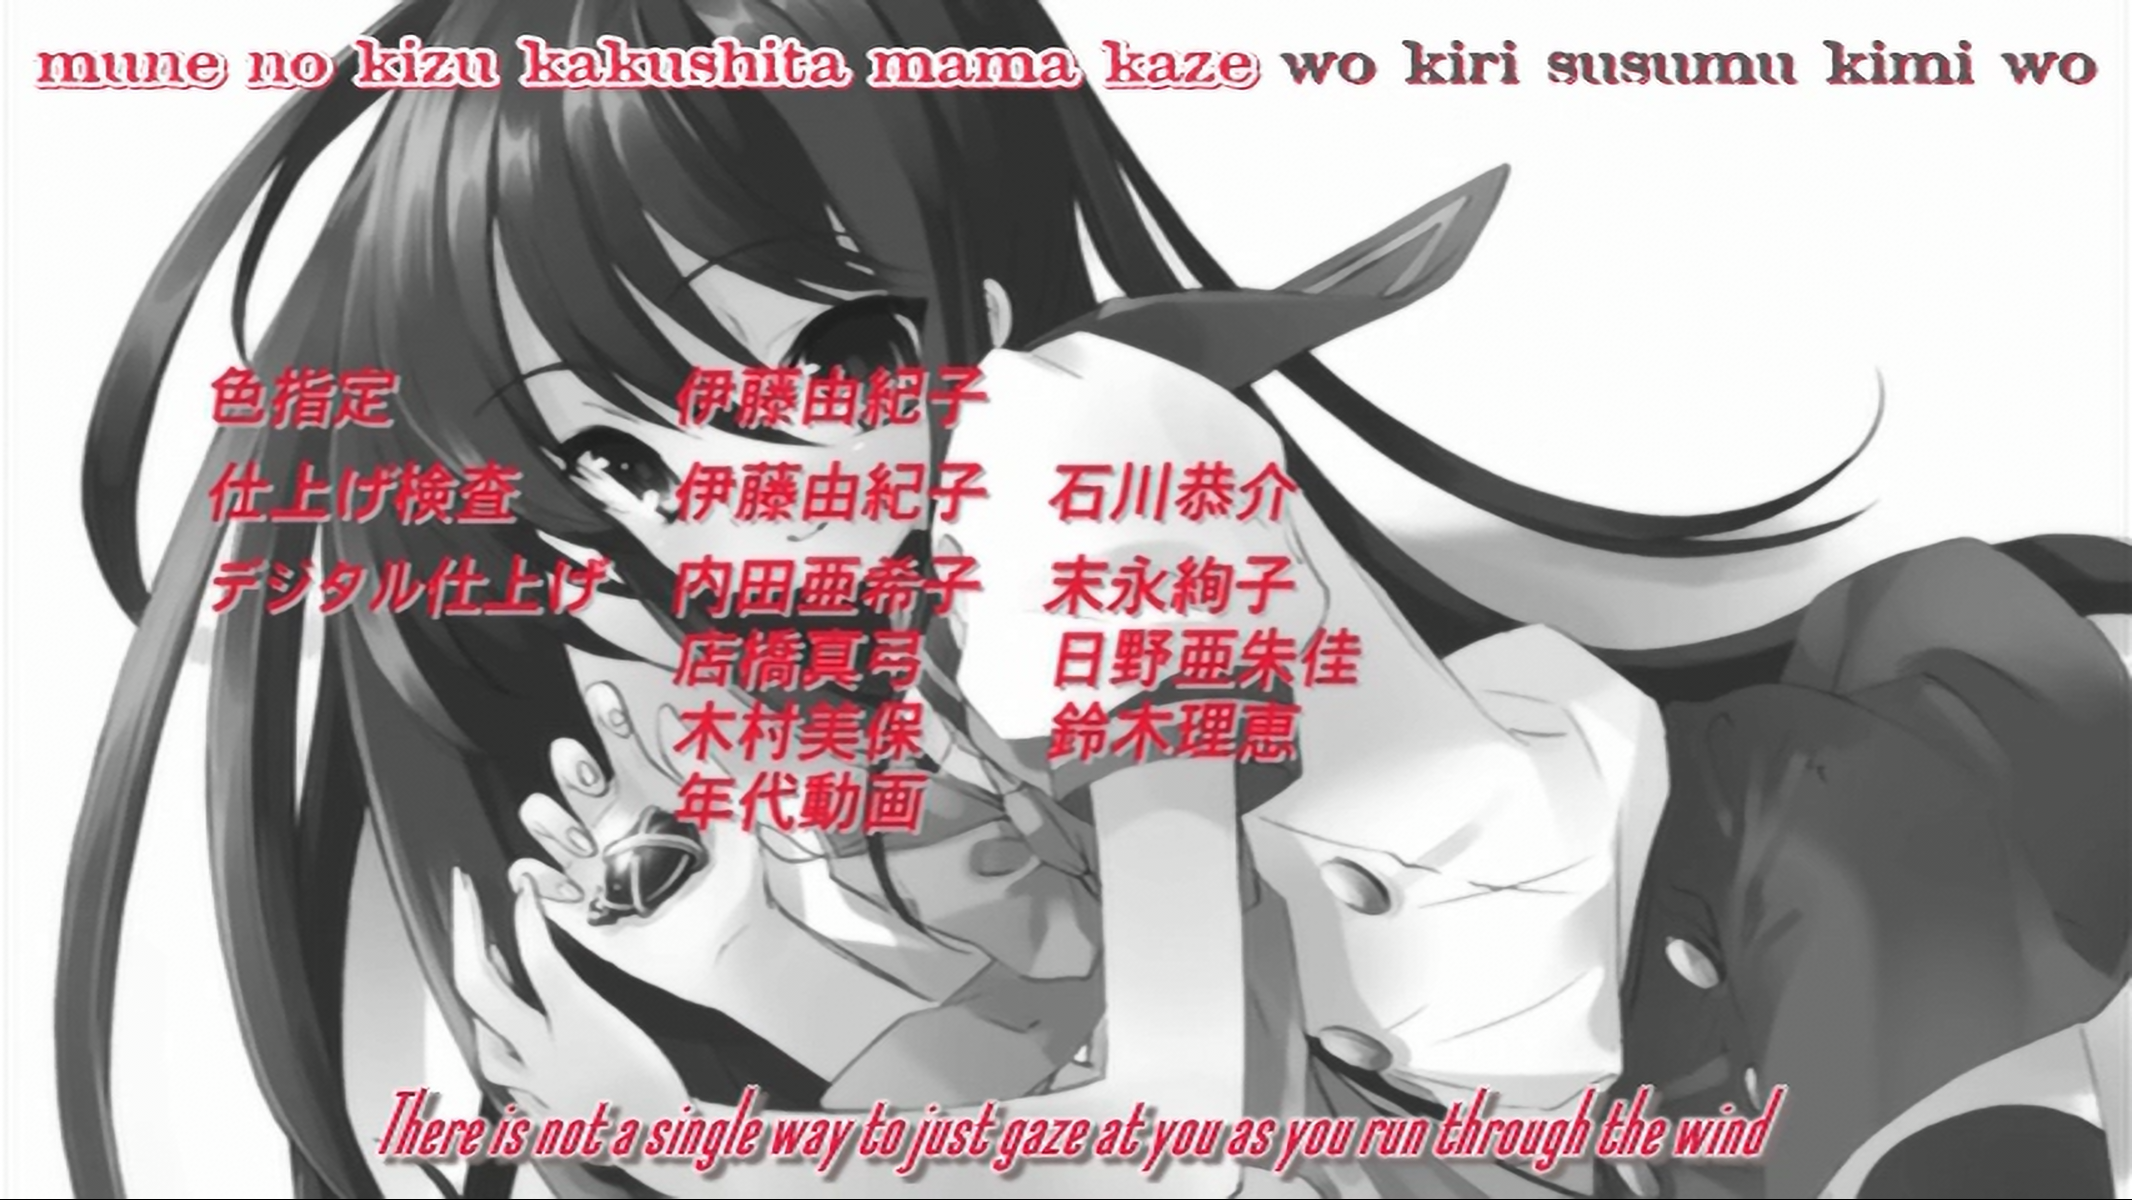 mune no kizu kakushita mama kaze wo kiri susumu kimi wo
色指定 伊藤由紀子
仕上げ検査 伊藤由紀子 石川恭介
デジタル仕上げ 内田亜希子 末永絢子
店橋真弓 日野亜朱佳
木村美保 鈴木理恵
年代動画
There is not a single way to just gaze at you as you run through the wind